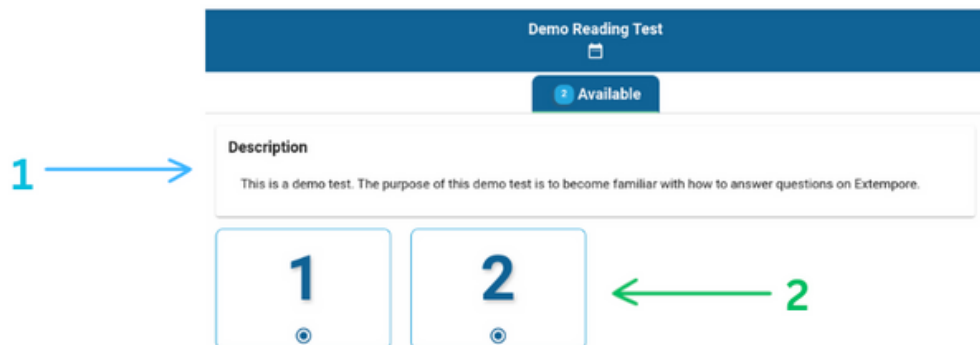 Demo Reading Test
2 Available
Description
1
This is a demo test. The purpose of this demo test is to become familiar with how to answer questions on Extempore.
1 2
2